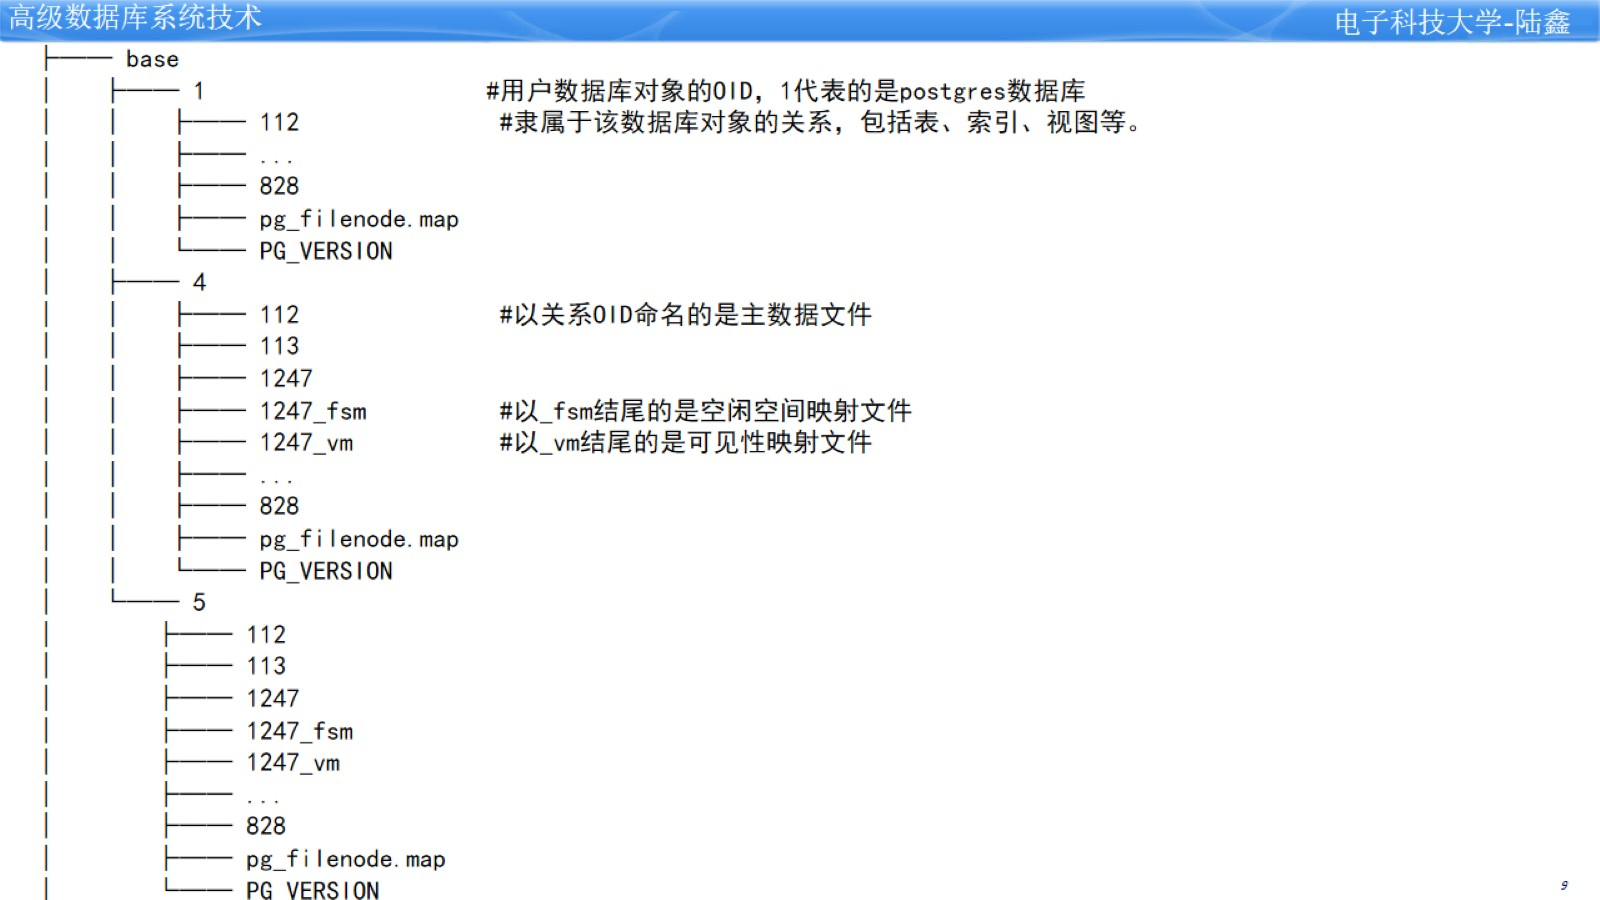 高级数据库系统技术
电子科技大学-陆鑫
├── base
│ ├── 1 #用户数据库对象的OID，1代表的是postgres数据库
│ │ ├── 112 #隶属于该数据库对象的关系，包括表、索引、视图等。
│ │ ├── ...
│ │ ├── 828
│ │ ├── pg_filenode.map
│ │ └── PG_VERSION
│ ├── 4
│ │ ├── 112 #以关系OID命名的是主数据文件
│ │ ├── 113
│ │ ├── 1247
│ │ ├── 1247_fsm #以_fsm结尾的是空闲空间映射文件
│ │ ├── 1247_vm #以_vm结尾的是可见性映射文件
│ │ ├── ...
│ │ ├── 828
│ │ ├── pg_filenode.map
│ │ └── PG_VERSION
│ └── 5
│ ├── 112
│ ├── 113
│ ├── 1247
│ ├── 1247_fsm
│ ├── 1247_vm
│ ├── ...
│ ├── 828
│ ├── pg_filenode.map
│ └── PG_VERSION
9